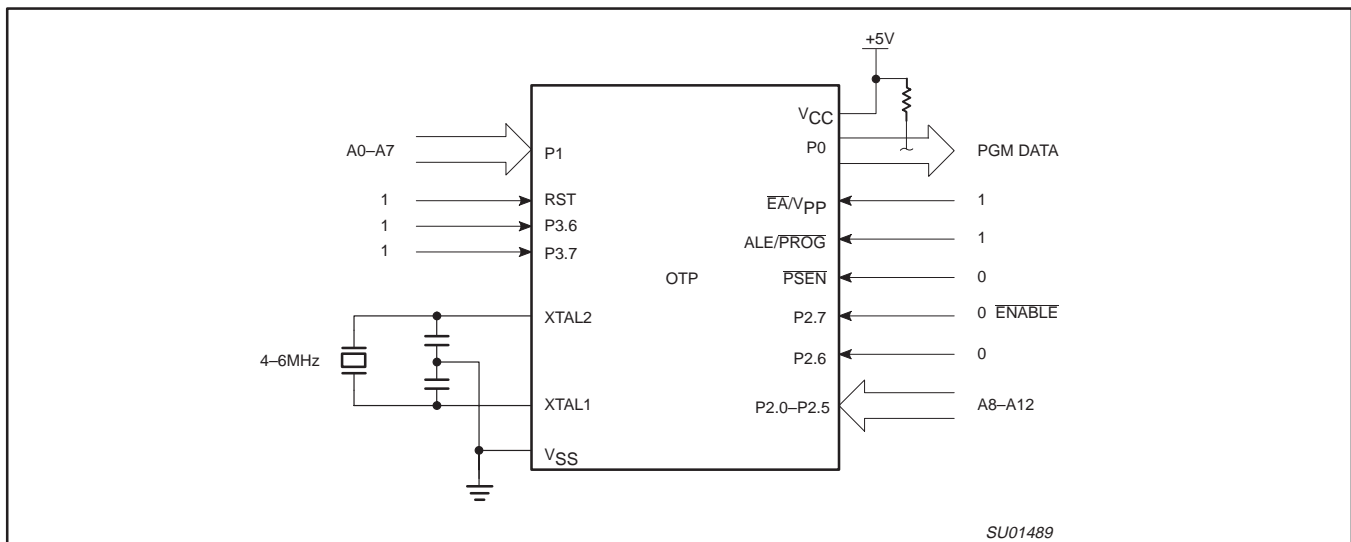 +5V
VCC
P0
PGM DATA
A0–A7
P1
1
RST
EA/VPP
1
1
P3.6
ALE/PROG
1
1
P3.7
OTP
PSEN
0
XTAL2
P2.7
0 ENABLE
4–6MHz
P2.6
0
XTAL1
P2.0–P2.5
A8–A12
VSS
SU01489